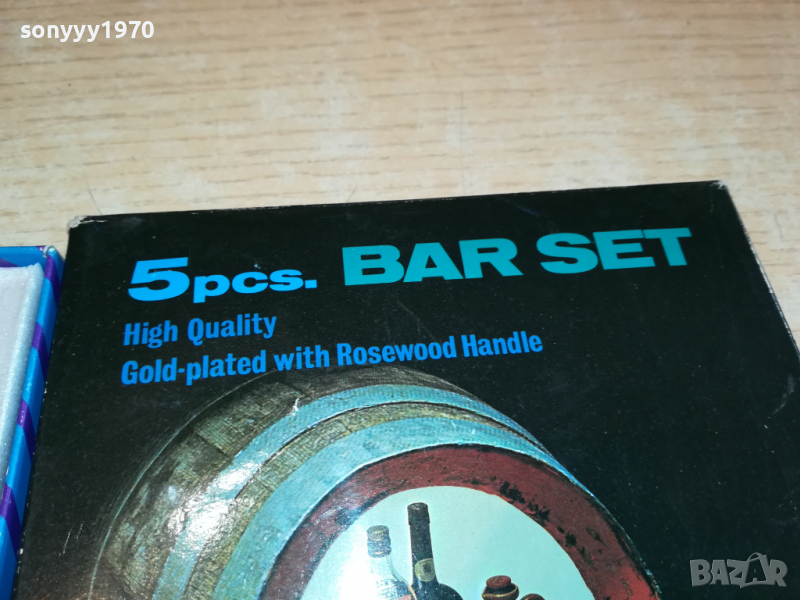 sonyyy1970
5pcs. BAR SET
High Quality
Gold-plated with Rosewood Handle
BAZAR